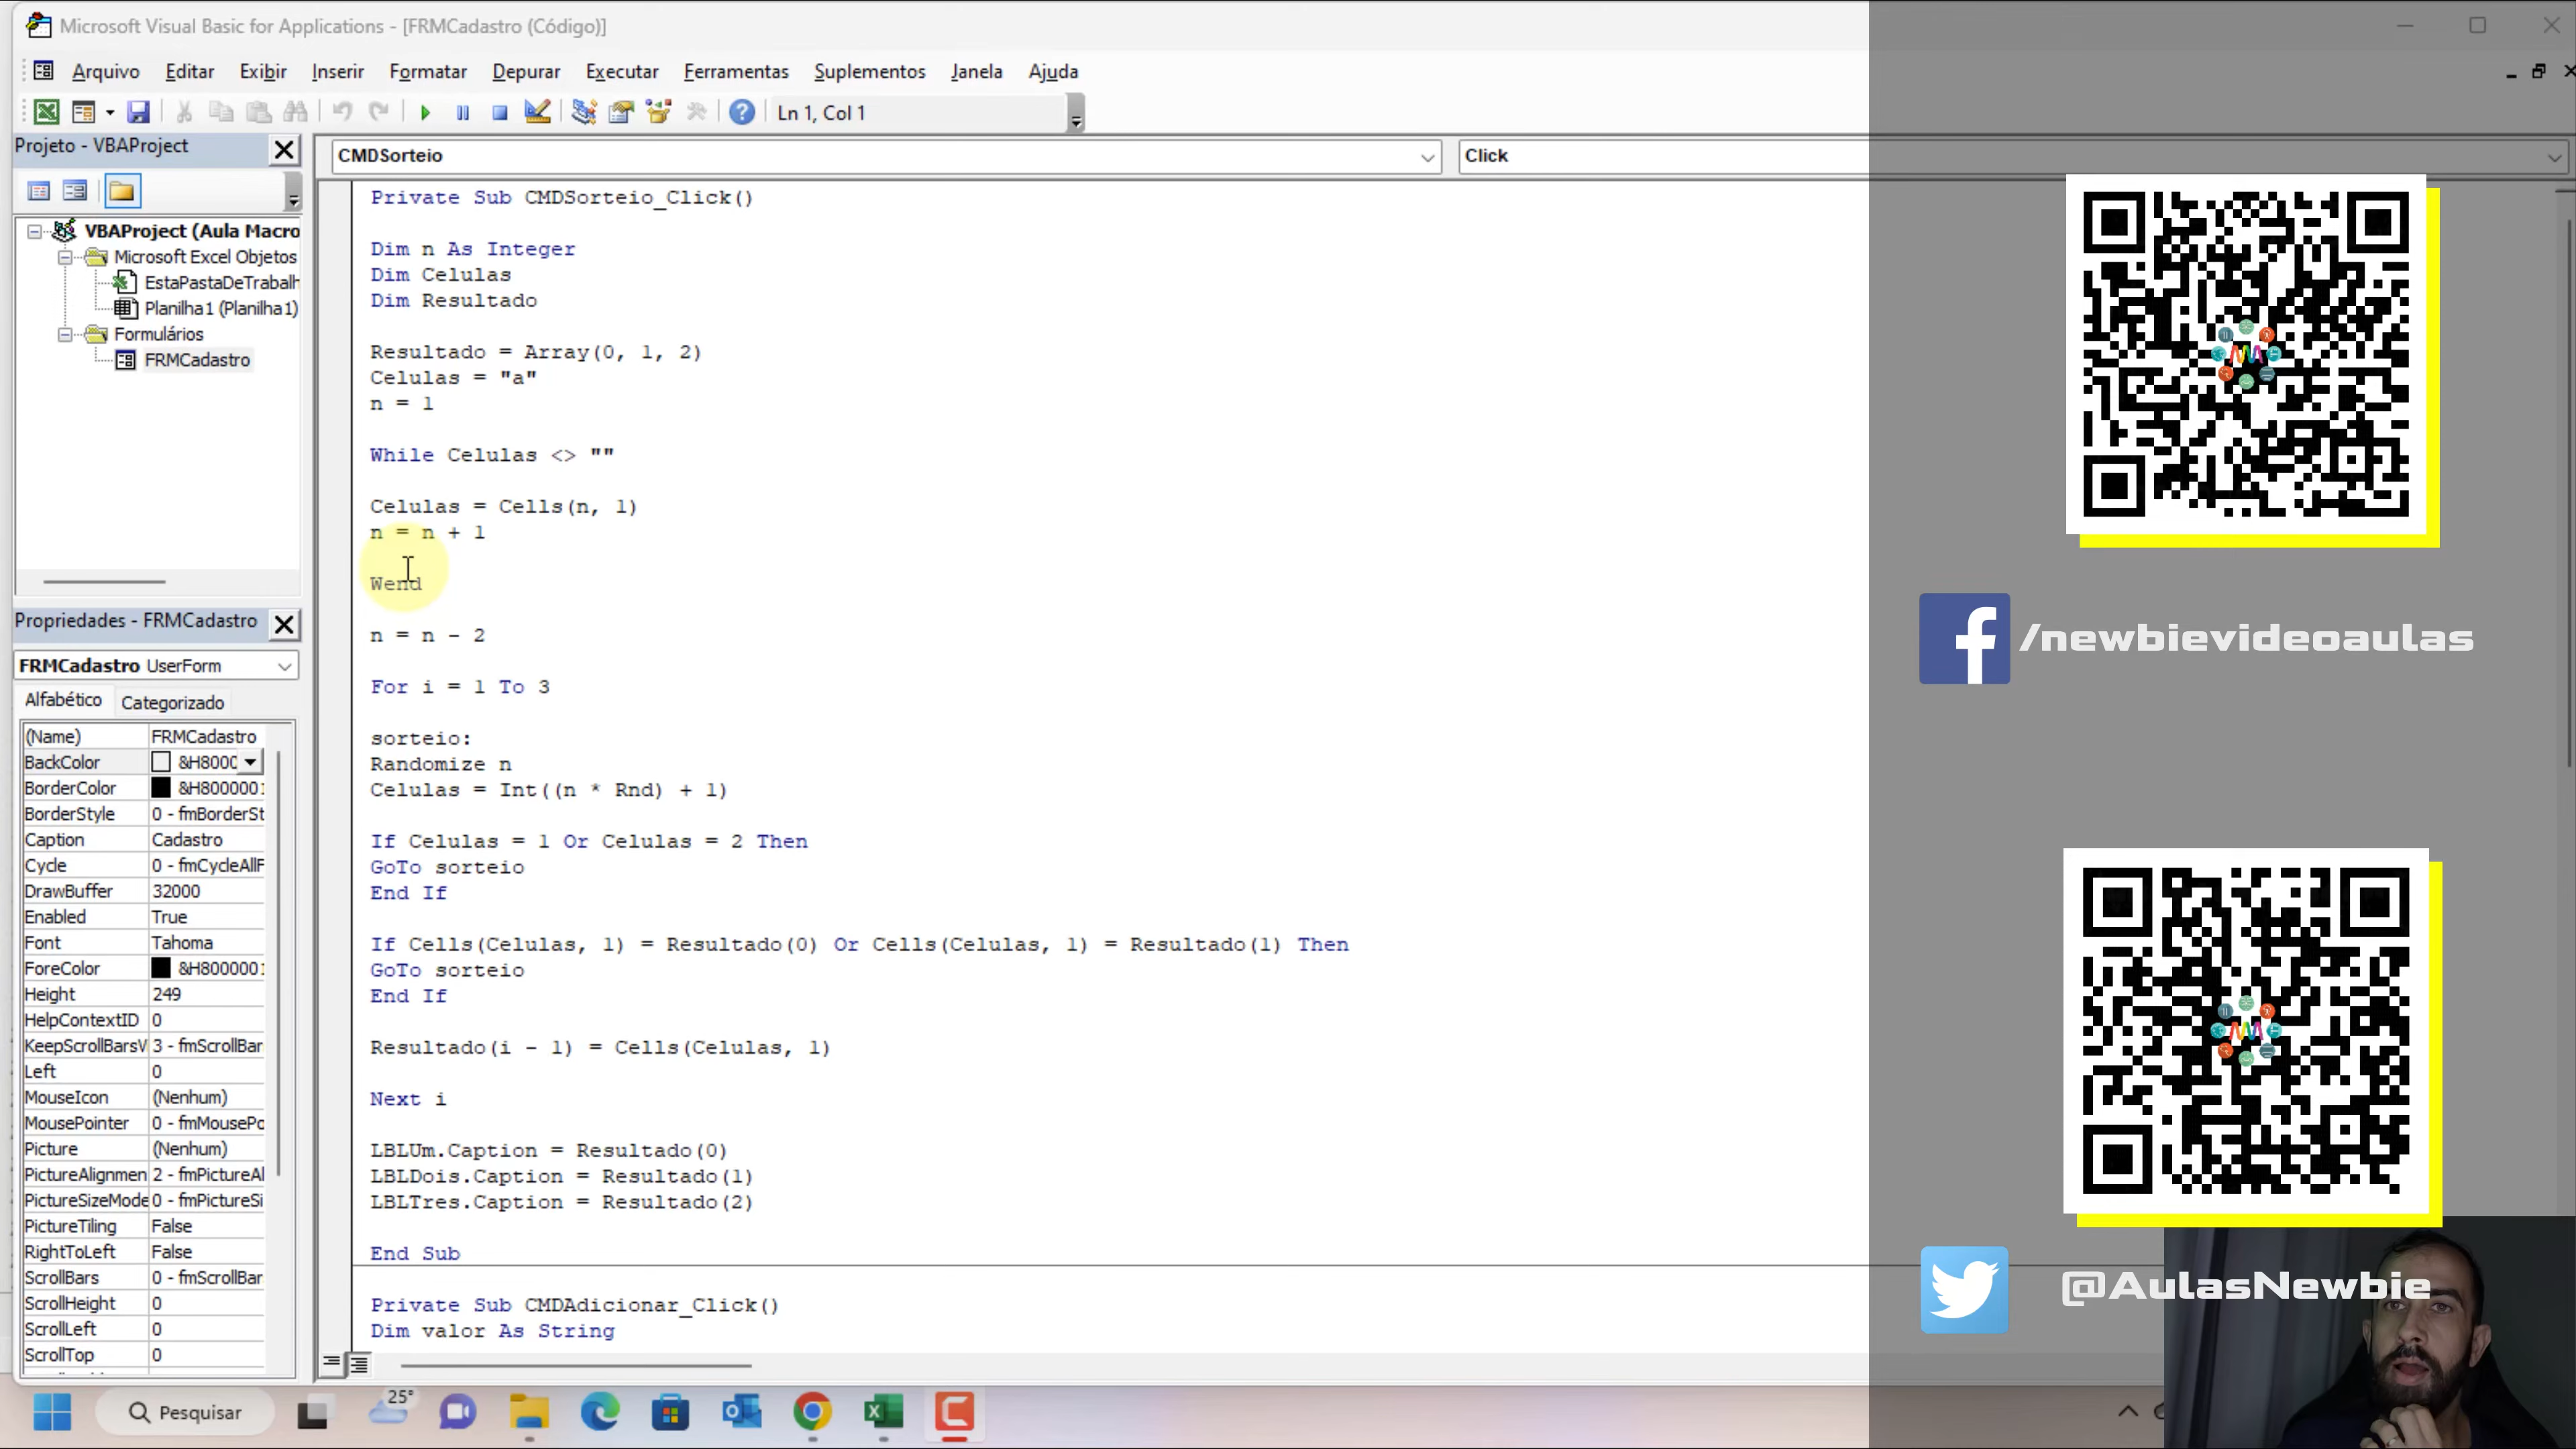 Microsoft Visual Basic for Applications - [FRMCadastro (Código)]
Arquivo Editar Exibir Inserir Formatar Depurar Executar Ferramentas Suplementos Janela Ajuda
Ln 1, Col 1
Projeto - VBAProject
VBAProject (Aula Macro
Microsoft Excel Objetos
EstaPastaDeTrabalh
Planilha1 (Planilha1)
Formulários
FRMCadastro
Propriedades - FRMCadastro
FRMCadastro UserForm
Alfabético Categorizado
(Name) FRMCadastro
BackColor &H8000
BorderColor &H8000001
BorderStyle 0 - fmBorderSt
Caption Cadastro
Cycle 0 - fmCycleAllF
DrawBuffer 32000
Enabled True
Font Tahoma
ForeColor &H8000001
Height 249
HelpContextID 0
KeepScrollBarsV 3 - fmScrollBar
Left 0
MouseIcon (Nenhum)
MousePointer 0 - fmMousePo
Picture (Nenhum)
PictureAlignmen 2 - fmPictureAl
PictureSizeMode 0 - fmPictureSi
PictureTiling False
RightToLeft False
ScrollBars 0 - fmScrollBar
ScrollHeight 0
ScrollLeft 0
ScrollTop 0
CMDSorteio Click
Private Sub CMDSorteio_Click()
Dim n As Integer
Dim Celulas
Dim Resultado
Resultado = Array(0, 1, 2)
Celulas = "a"
n = 1
While Celulas <> ""
Celulas = Cells(n, 1)
n = n + 1
Wend
n = n - 2
For i = 1 To 3
sorteio:
Randomize n
Celulas = Int((n * Rnd) + 1)
If Celulas = 1 Or Celulas = 2 Then
GoTo sorteio
End If
If Cells(Celulas, 1) = Resultado(0) Or Cells(Celulas, 1) = Resultado(1) Then
GoTo sorteio
End If
Resultado(i - 1) = Cells(Celulas, 1)
Next i
LBLUm.Caption = Resultado(0)
LBLDois.Caption = Resultado(1)
LBLTres.Caption = Resultado(2)
End Sub
Private Sub CMDAdicionar_Click()
Dim valor As String
/newbievideoaulas
@AulasNewbie
25°
Pesquisar